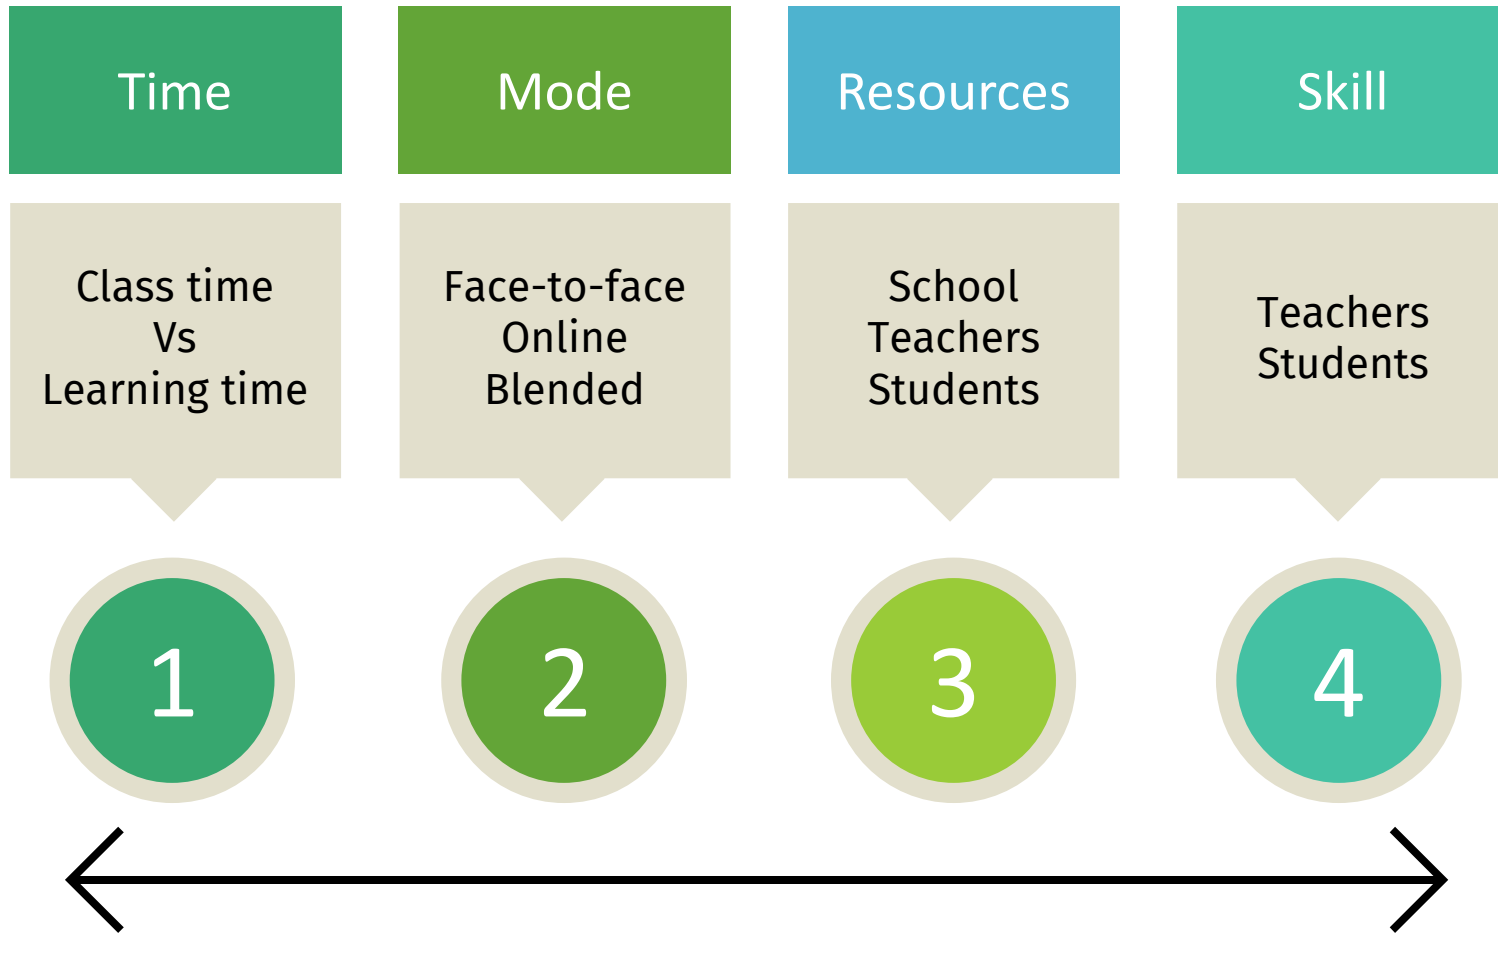 Time
Mode
Resources
Skill
Class time
Vs
Learning time
Face-to-face
Online
Blended
School
Teachers
Students
Teachers
Students
1
2
3
4